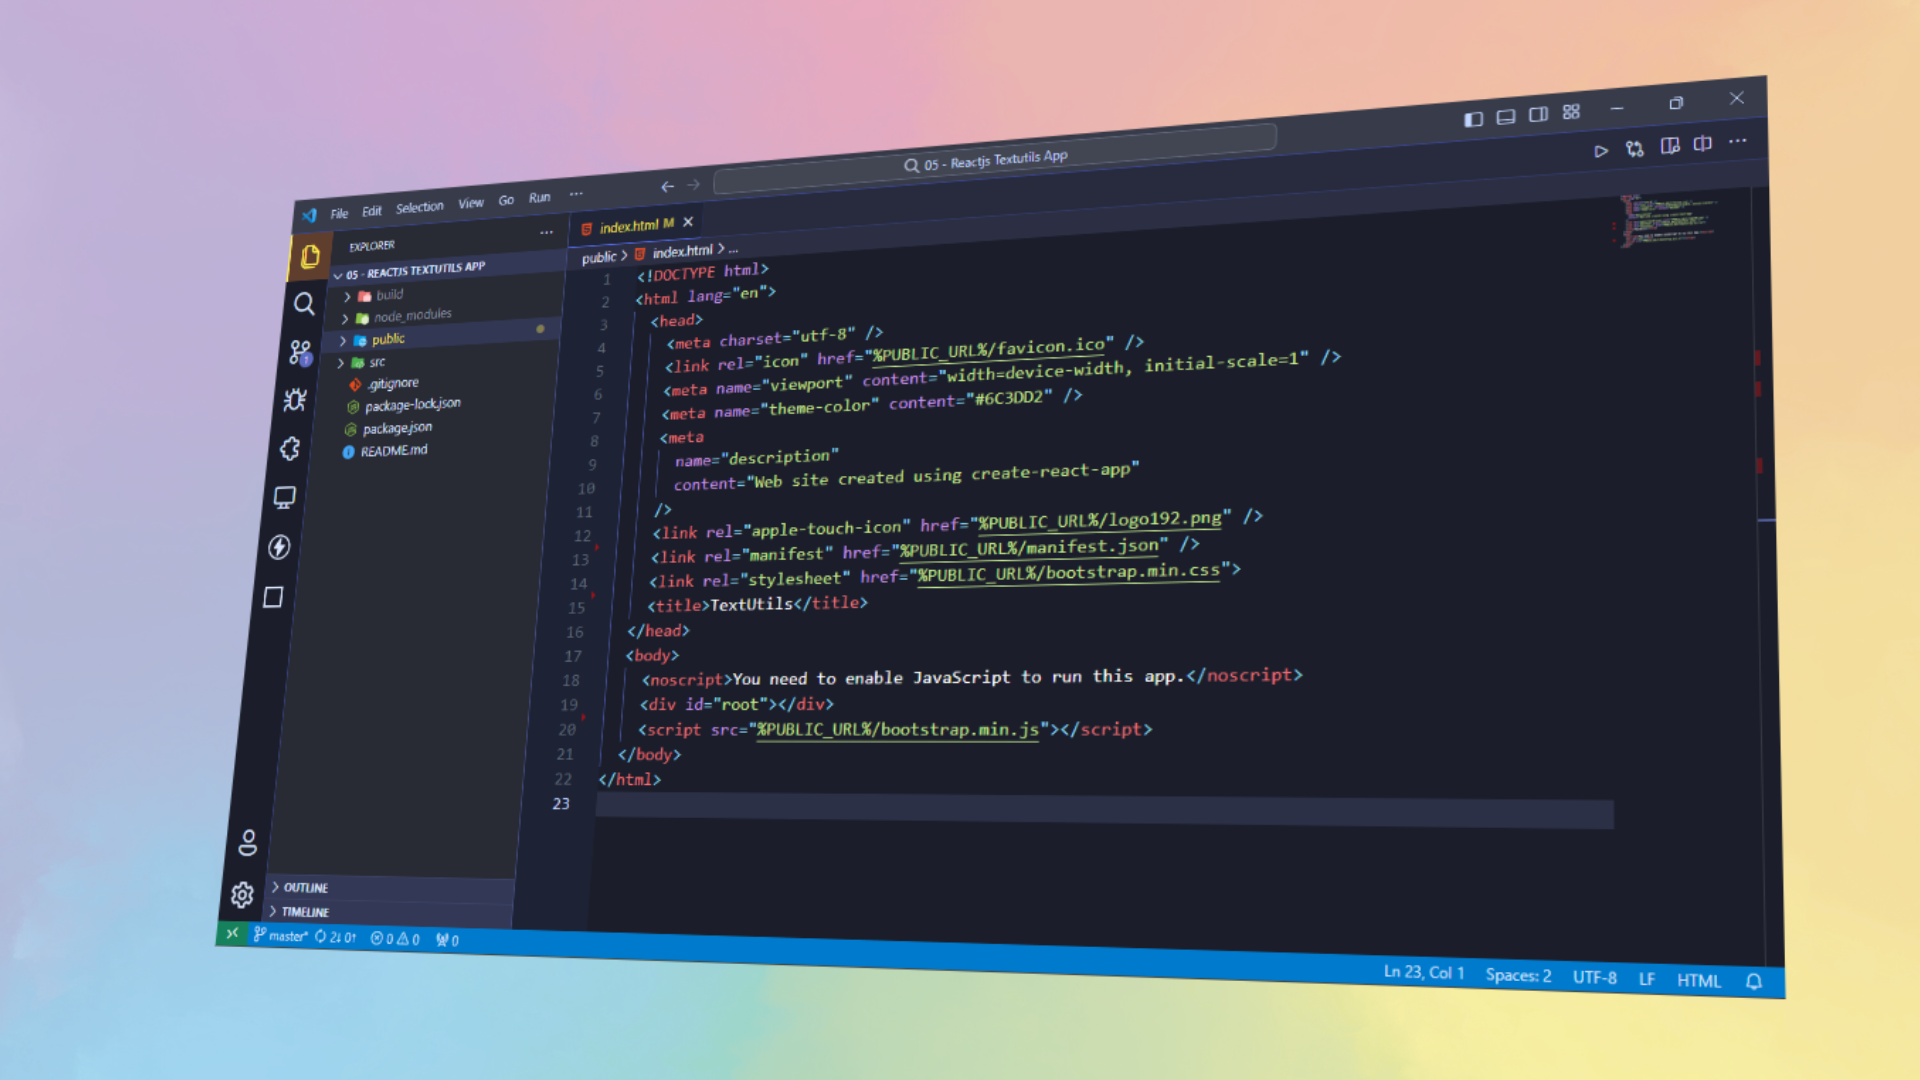 File Edit Selection View Go Run ...
05 - Reactjs Textutils App
EXPLORER ...
05 - REACTJS TEXTUTILS APP
build
node_modules
public
src
.gitignore
package-lock.json
package.json
README.md
OUTLINE
TIMELINE
index.html M
public > index.html > ...
1 <!DOCTYPE html>
2 <html lang="en">
3 <head>
4 <meta charset="utf-8" />
5 <link rel="icon" href="%PUBLIC_URL%/favicon.ico" />
6 <meta name="viewport" content="width=device-width, initial-scale=1" />
7 <meta name="theme-color" content="#6C3DD2" />
8 <meta
9 name="description"
10 content="Web site created using create-react-app"
11 />
12 <link rel="apple-touch-icon" href="%PUBLIC_URL%/logo192.png" />
13 <link rel="manifest" href="%PUBLIC_URL%/manifest.json" />
14 <link rel="stylesheet" href="%PUBLIC_URL%/bootstrap.min.css">
15 <title>TextUtils</title>
16 </head>
17 <body>
18 <noscript>You need to enable JavaScript to run this app.</noscript>
19 <div id="root"></div>
20 <script src="%PUBLIC_URL%/bootstrap.min.js"></script>
21 </body>
22 </html>
23
master* 2↓ 0↑ 0 0 0
Ln 23, Col 1 Spaces: 2 UTF-8 LF HTML